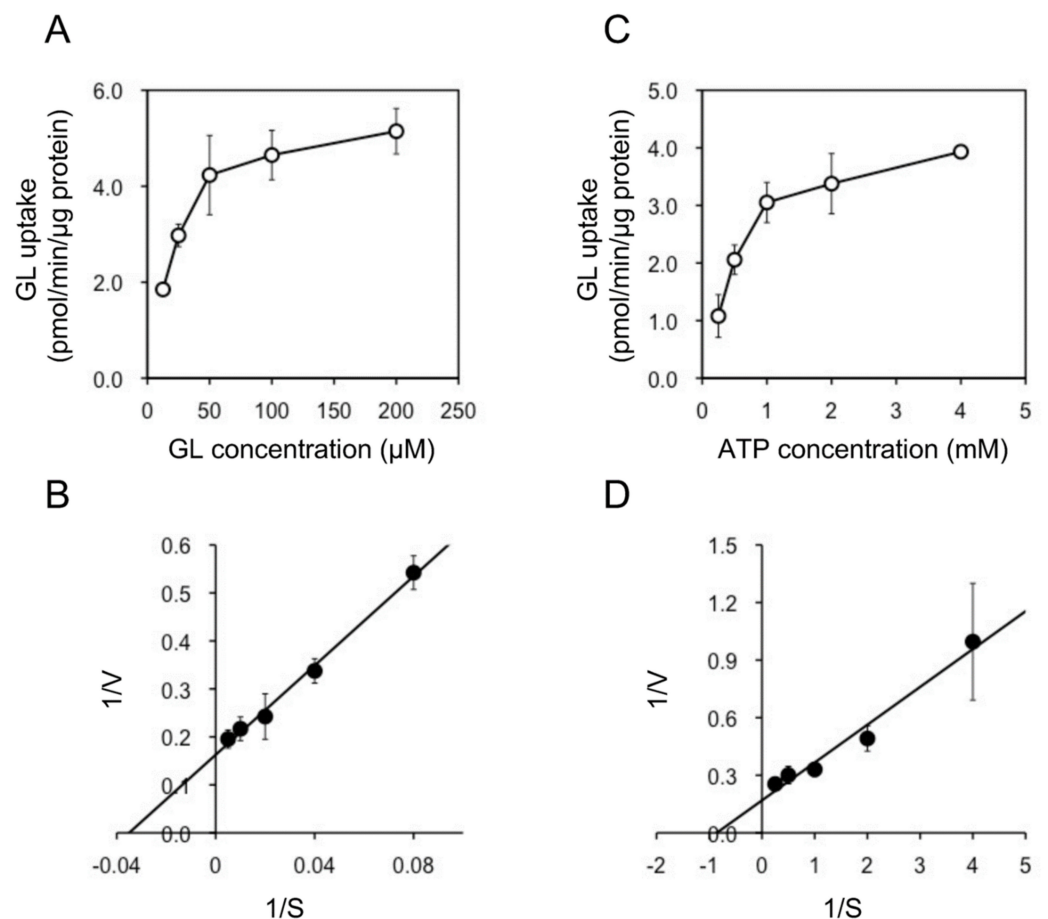 A
GL uptake
(pmol/min/µg protein)
6.0
4.0
2.0
0.0
0 50 100 150 200 250
GL concentration (µM)
C
GL uptake
(pmol/min/µg protein)
5.0
4.0
3.0
2.0
1.0
0.0
0 1 2 3 4 5
ATP concentration (mM)
B
1/V
0.6
0.5
0.4
0.3
0.2
0.1
0.0
-0.04 0 0.04 0.08
1/S
D
1/V
1.5
1.2
0.9
0.6
0.3
0.0
-2 -1 0 1 2 3 4 5
1/S